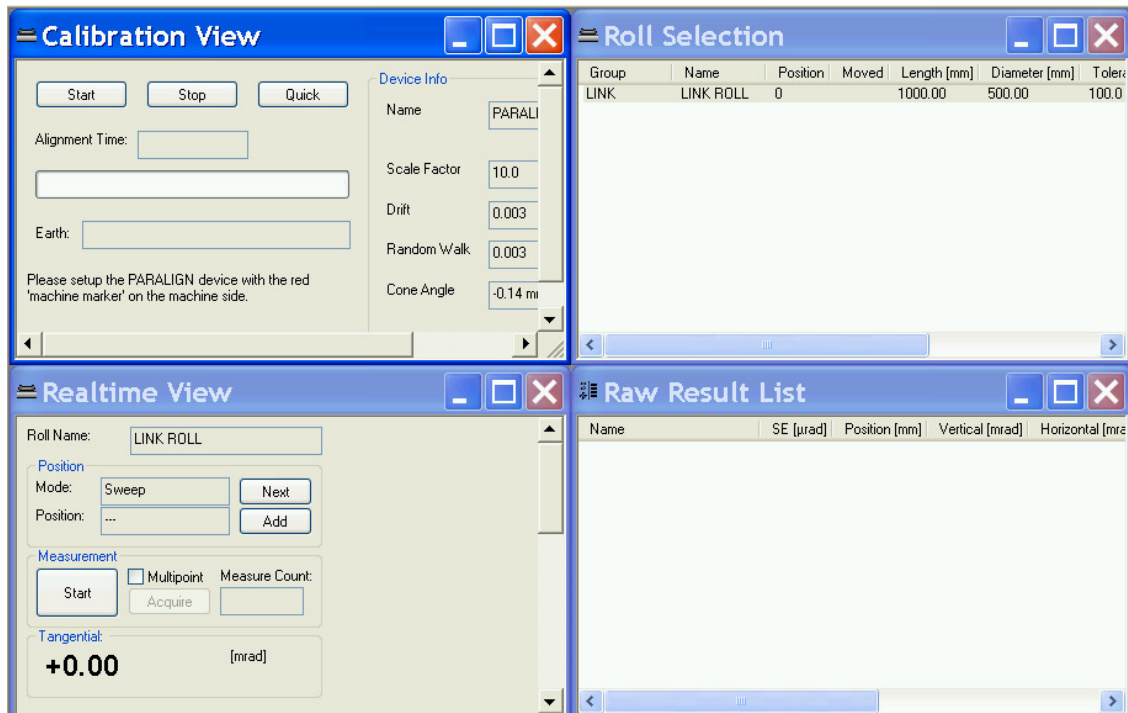 Calibration View
Start Stop Quick
Alignment Time:
Earth:
Please setup the PARALIGN device with the red
'machine marker' on the machine side.
Device Info
Name PARALI
Scale Factor 10.0
Drift 0.003
Random Walk 0.003
Cone Angle -0.14
Roll Selection
Group Name Position Moved Length [mm] Diameter [mm] Tolera
LINK LINK ROLL 0 1000.00 500.00 100.0
Realtime View
Roll Name: LINK ROLL
Position
Mode: Sweep Next
Position: --- Add
Measurement
Start Multipoint Measure Count:
Acquire
Tangential:
+0.00 [mrad]
Raw Result List
Name SE [µrad] Position [mm] Vertical [mrad] Horizontal [mra